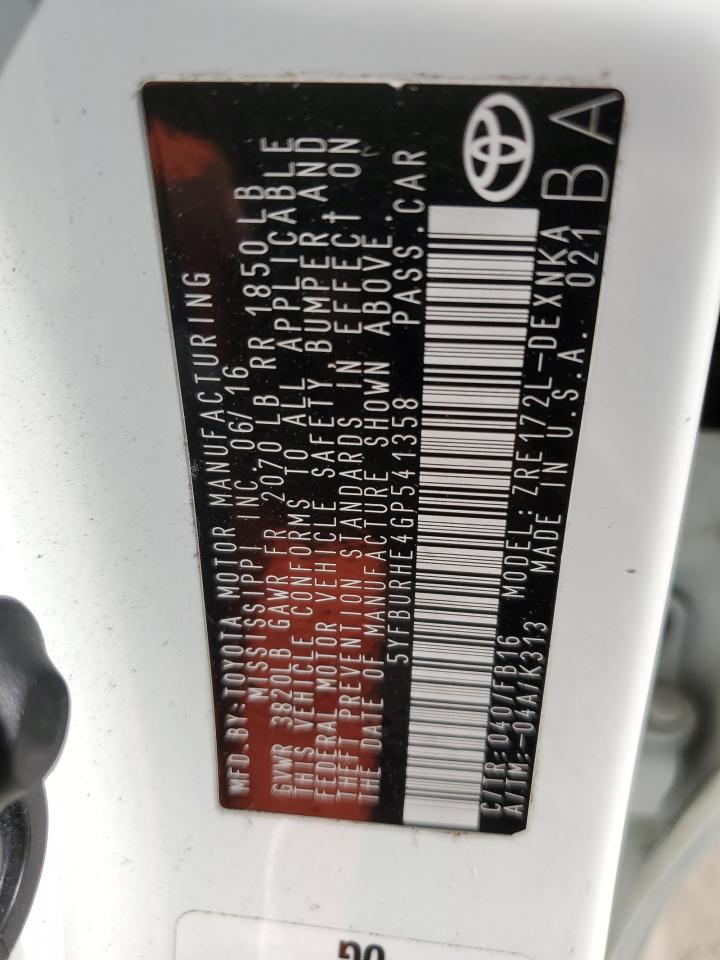 MFD.BY:TOYOTA MOTOR MANUFACTURING
MISSISSIPPI INC.06/16
GVWR 3820LB GAWR FR 2070 LB RR 1850 LB
THIS VEHICLE CONFORMS TO ALL APPLICABLE
FEDERAL MOTOR VEHICLE SAFETY, BUMPER, AND
THEFT PREVENTION STANDARDS IN EFFECT ON
THE DATE OF MANUFACTURE SHOWN ABOVE.
5YFBURHE4GP541358 PASS.CAR
C/TR:040/FB16 MODEL:ZRE172L-DEXNKA
A/TM:-04A/K313 MADE IN U.S.A. 021
BA